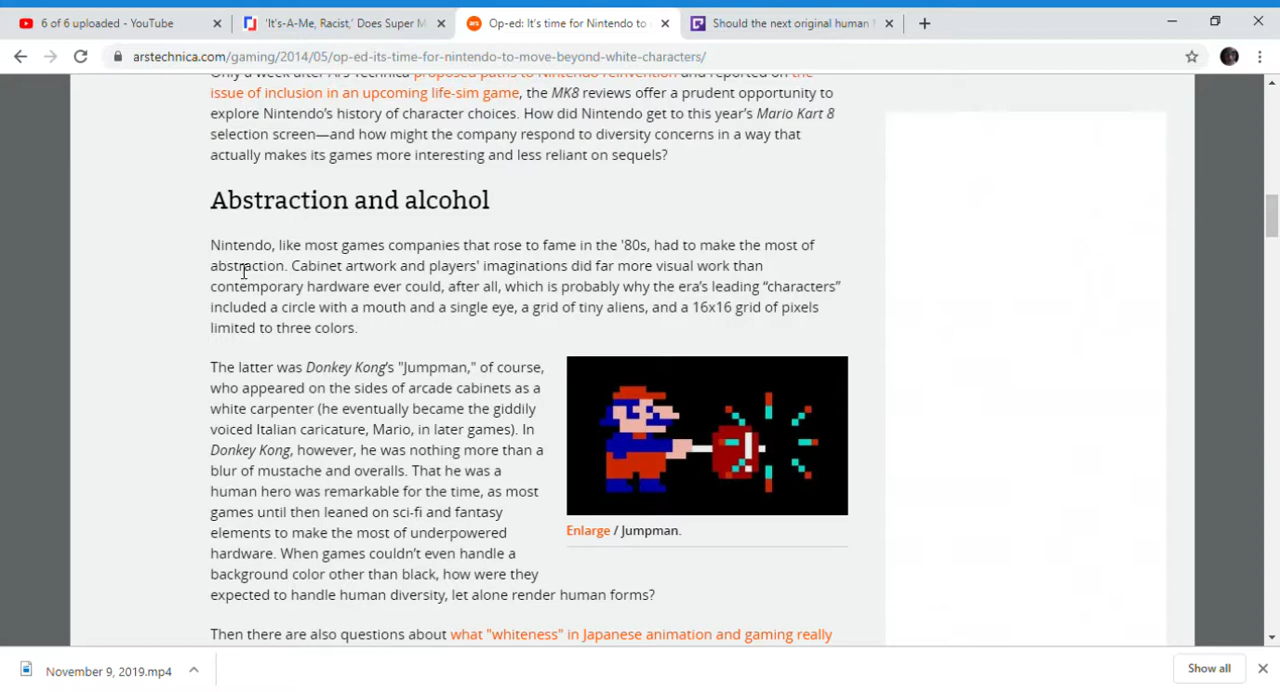 6 of 6 uploaded - YouTube
'It's-A-Me, Racist,' Does Super M
Op-ed: It's time for Nintendo to
Should the next original human
arstechnica.com/gaming/2014/05/op-ed-its-time-for-nintendo-to-move-beyond-white-characters/
Only a week after Ars Technica proposed paths to Nintendo reinvention and reported on the
issue of inclusion in an upcoming life-sim game, the MK8 reviews offer a prudent opportunity to
explore Nintendo's history of character choices. How did Nintendo get to this year's Mario Kart 8
selection screen—and how might the company respond to diversity concerns in a way that
actually makes its games more interesting and less reliant on sequels?
Abstraction and alcohol
Nintendo, like most games companies that rose to fame in the '80s, had to make the most of
abstraction. Cabinet artwork and players' imaginations did far more visual work than
contemporary hardware ever could, after all, which is probably why the era's leading “characters”
included a circle with a mouth and a single eye, a grid of tiny aliens, and a 16x16 grid of pixels
limited to three colors.
The latter was Donkey Kong's "Jumpman," of course,
who appeared on the sides of arcade cabinets as a
white carpenter (he eventually became the giddily
voiced Italian caricature, Mario, in later games). In
Donkey Kong, however, he was nothing more than a
blur of mustache and overalls. That he was a
human hero was remarkable for the time, as most
games until then leaned on sci-fi and fantasy
elements to make the most of underpowered
hardware. When games couldn't even handle a
background color other than black, how were they
expected to handle human diversity, let alone render human forms?
Enlarge / Jumpman.
Then there are also questions about what "whiteness" in Japanese animation and gaming really
November 9, 2019.mp4
Show all